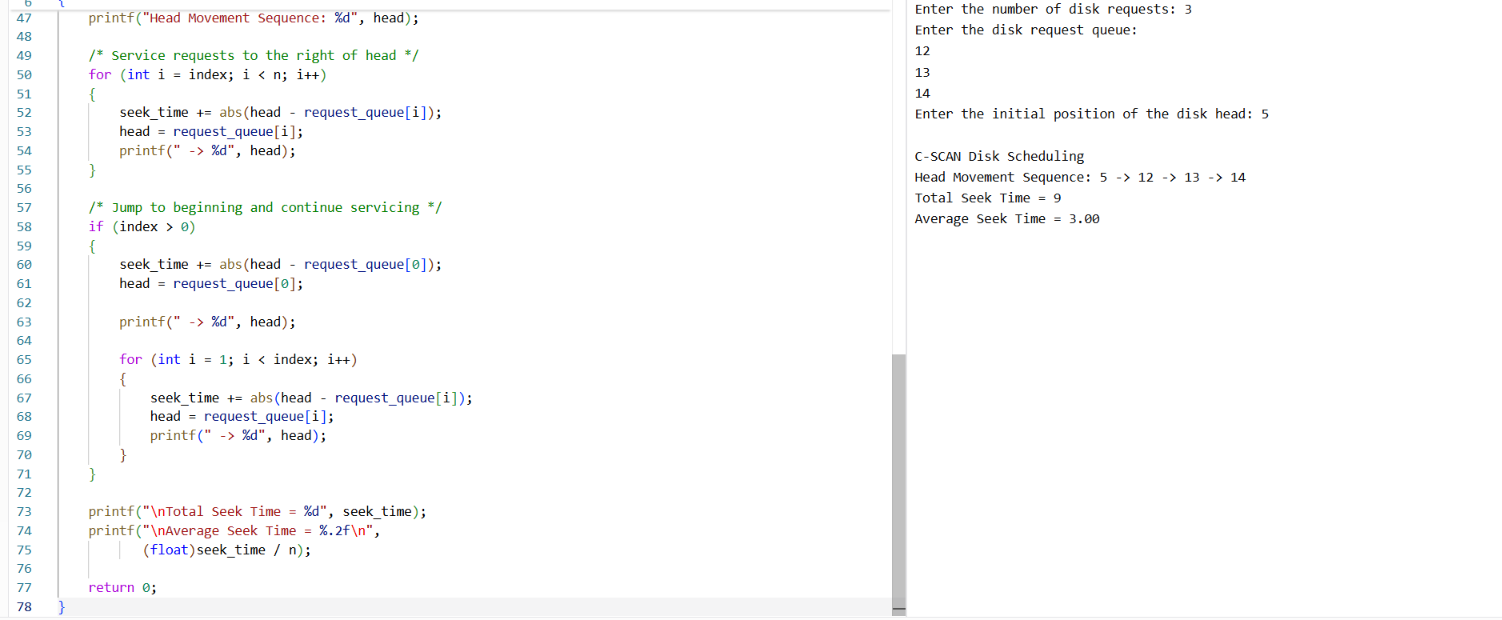 6 {
47 printf("Head Movement Sequence: %d", head);
48
49 /* Service requests to the right of head */
50 for (int i = index; i < n; i++)
51 {
52 seek_time += abs(head - request_queue[i]);
53 head = request_queue[i];
54 printf(" -> %d", head);
55 }
56
57 /* Jump to beginning and continue servicing */
58 if (index > 0)
59 {
60 seek_time += abs(head - request_queue[0]);
61 head = request_queue[0];
62
63 printf(" -> %d", head);
64
65 for (int i = 1; i < index; i++)
66 {
67 seek_time += abs(head - request_queue[i]);
68 head = request_queue[i];
69 printf(" -> %d", head);
70 }
71 }
72
73 printf("\nTotal Seek Time = %d", seek_time);
74 printf("\nAverage Seek Time = %.2f\n",
75 (float)seek_time / n);
76
77 return 0;
78 }
Enter the number of disk requests: 3
Enter the disk request queue:
12
13
14
Enter the initial position of the disk head: 5

C-SCAN Disk Scheduling
Head Movement Sequence: 5 -> 12 -> 13 -> 14
Total Seek Time = 9
Average Seek Time = 3.00